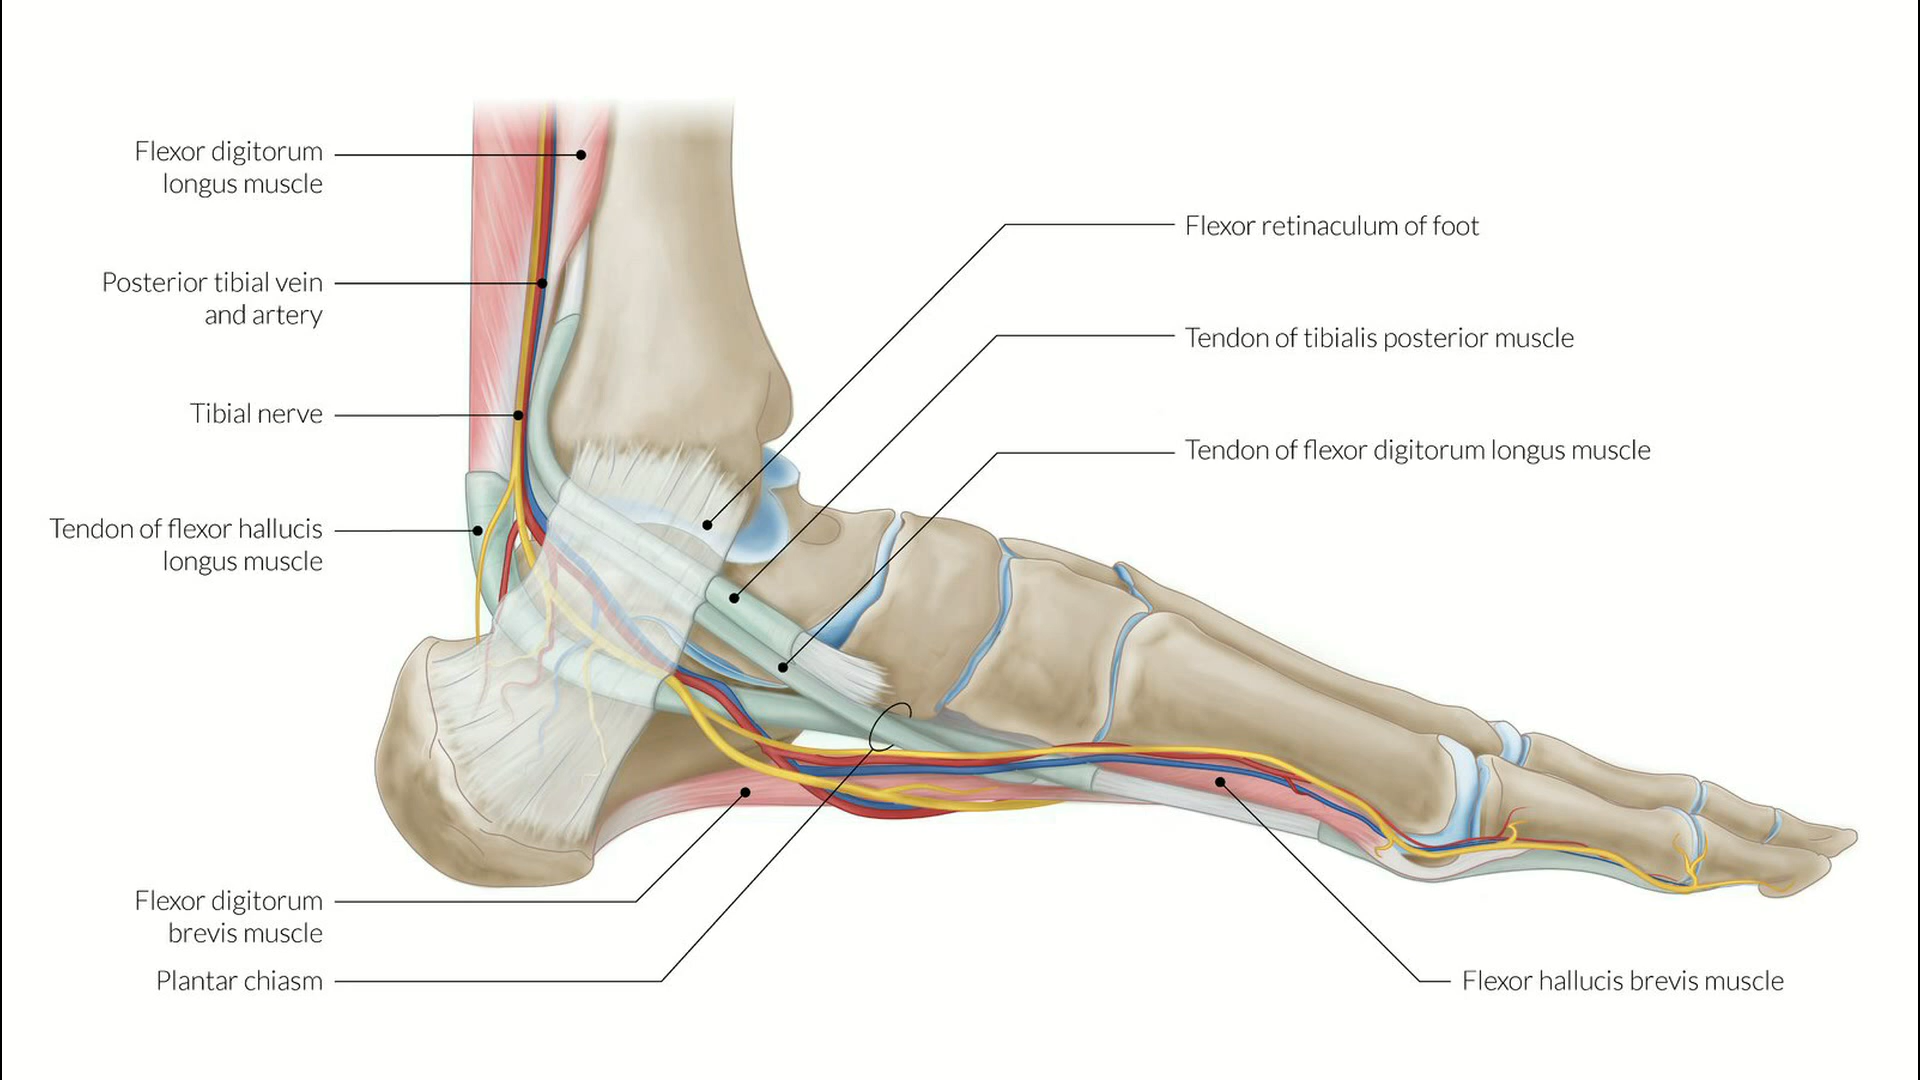 Flexor digitorum
longus muscle
Posterior tibial vein
and artery
Tibial nerve
Tendon of flexor hallucis
longus muscle
Flexor digitorum
brevis muscle
Plantar chiasm
Flexor retinaculum of foot
Tendon of tibialis posterior muscle
Tendon of flexor digitorum longus muscle
Flexor hallucis brevis muscle